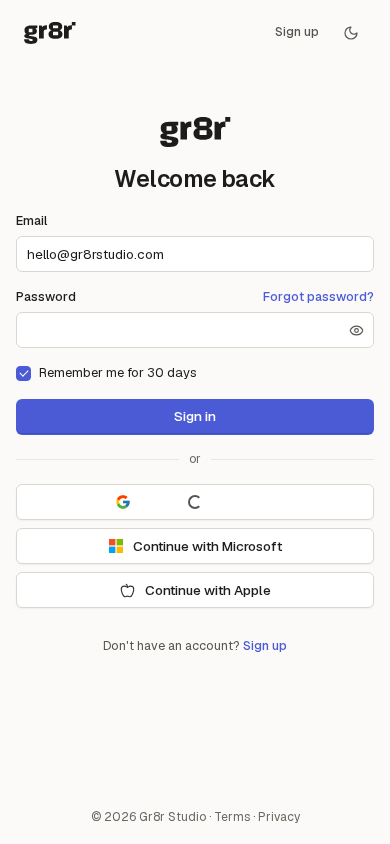 gr8r
Sign up
gr8r
Welcome back
Email
hello@gr8rstudio.com
Password
Forgot password?
Remember me for 30 days
Sign in
or
Continue with Microsoft
Continue with Apple
Don't have an account? Sign up
© 2026 Gr8r Studio · Terms · Privacy